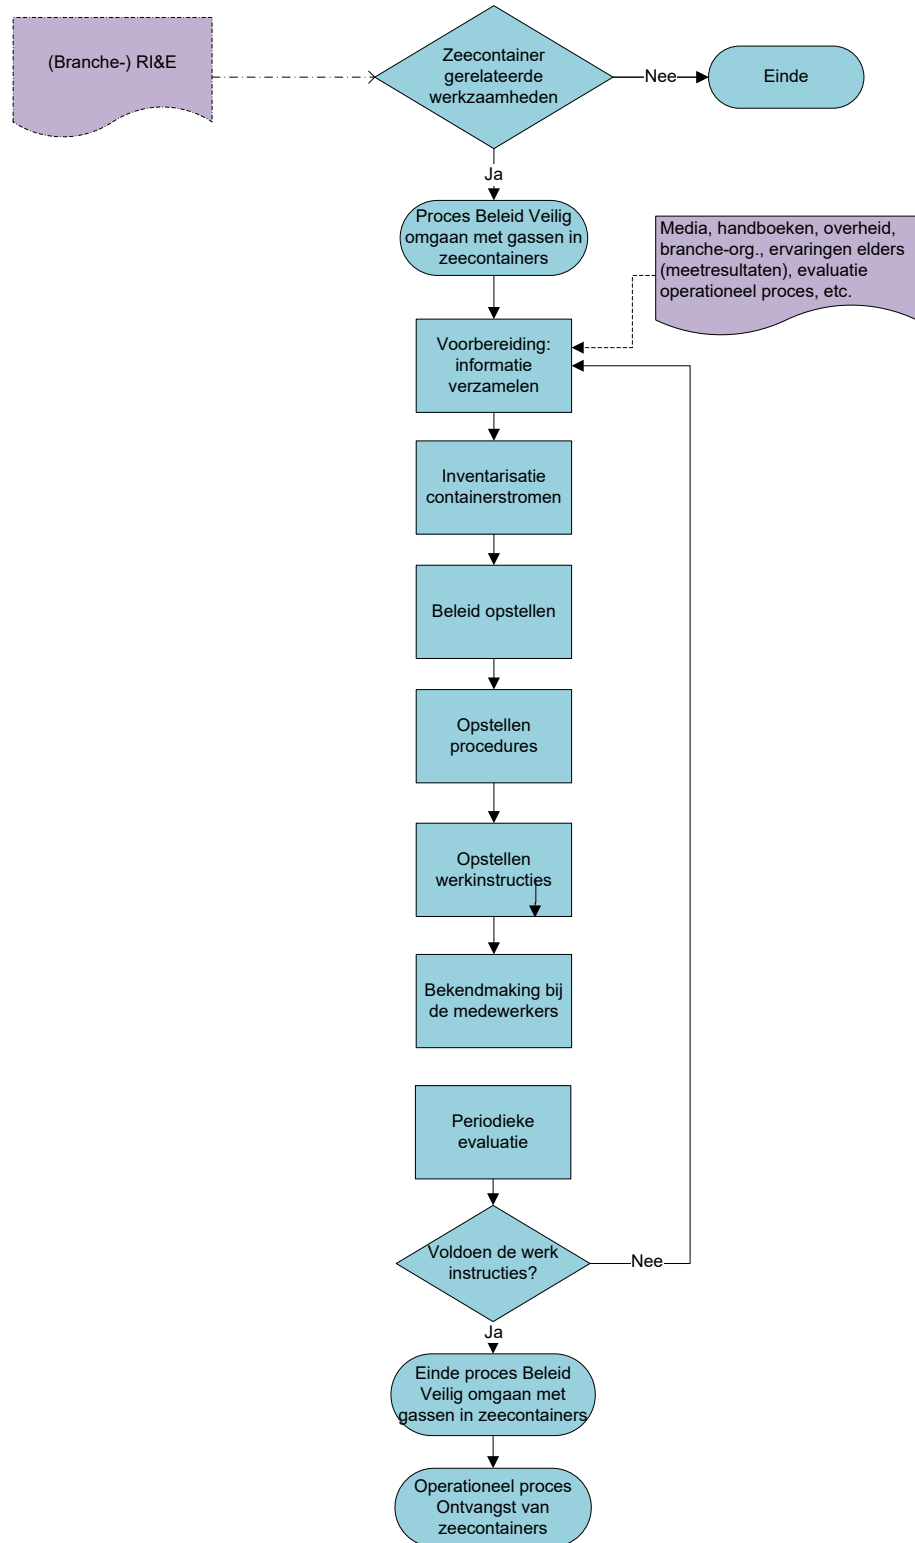 (Branche-) RI&E
Zeecontainer
gerelateerde
werkzaamheden
Nee
Einde
Ja
Proces Beleid Veilig
omgaan met gassen in
zeecontainers
Media, handboeken, overheid,
branche-org., ervaringen elders
(meetresultaten), evaluatie
operationeel proces, etc.
Voorbereiding:
informatie
verzamelen
Inventarisatie
containerstromen
Beleid opstellen
Opstellen
procedures
Opstellen
werkinstructies
Bekendmaking bij
de medewerkers
Periodieke
evaluatie
Voldoen de werk
instructies?
Nee
Ja
Einde proces Beleid
Veilig omgaan met
gassen in zeecontainers
Operationeel proces
Ontvangst van
zeecontainers